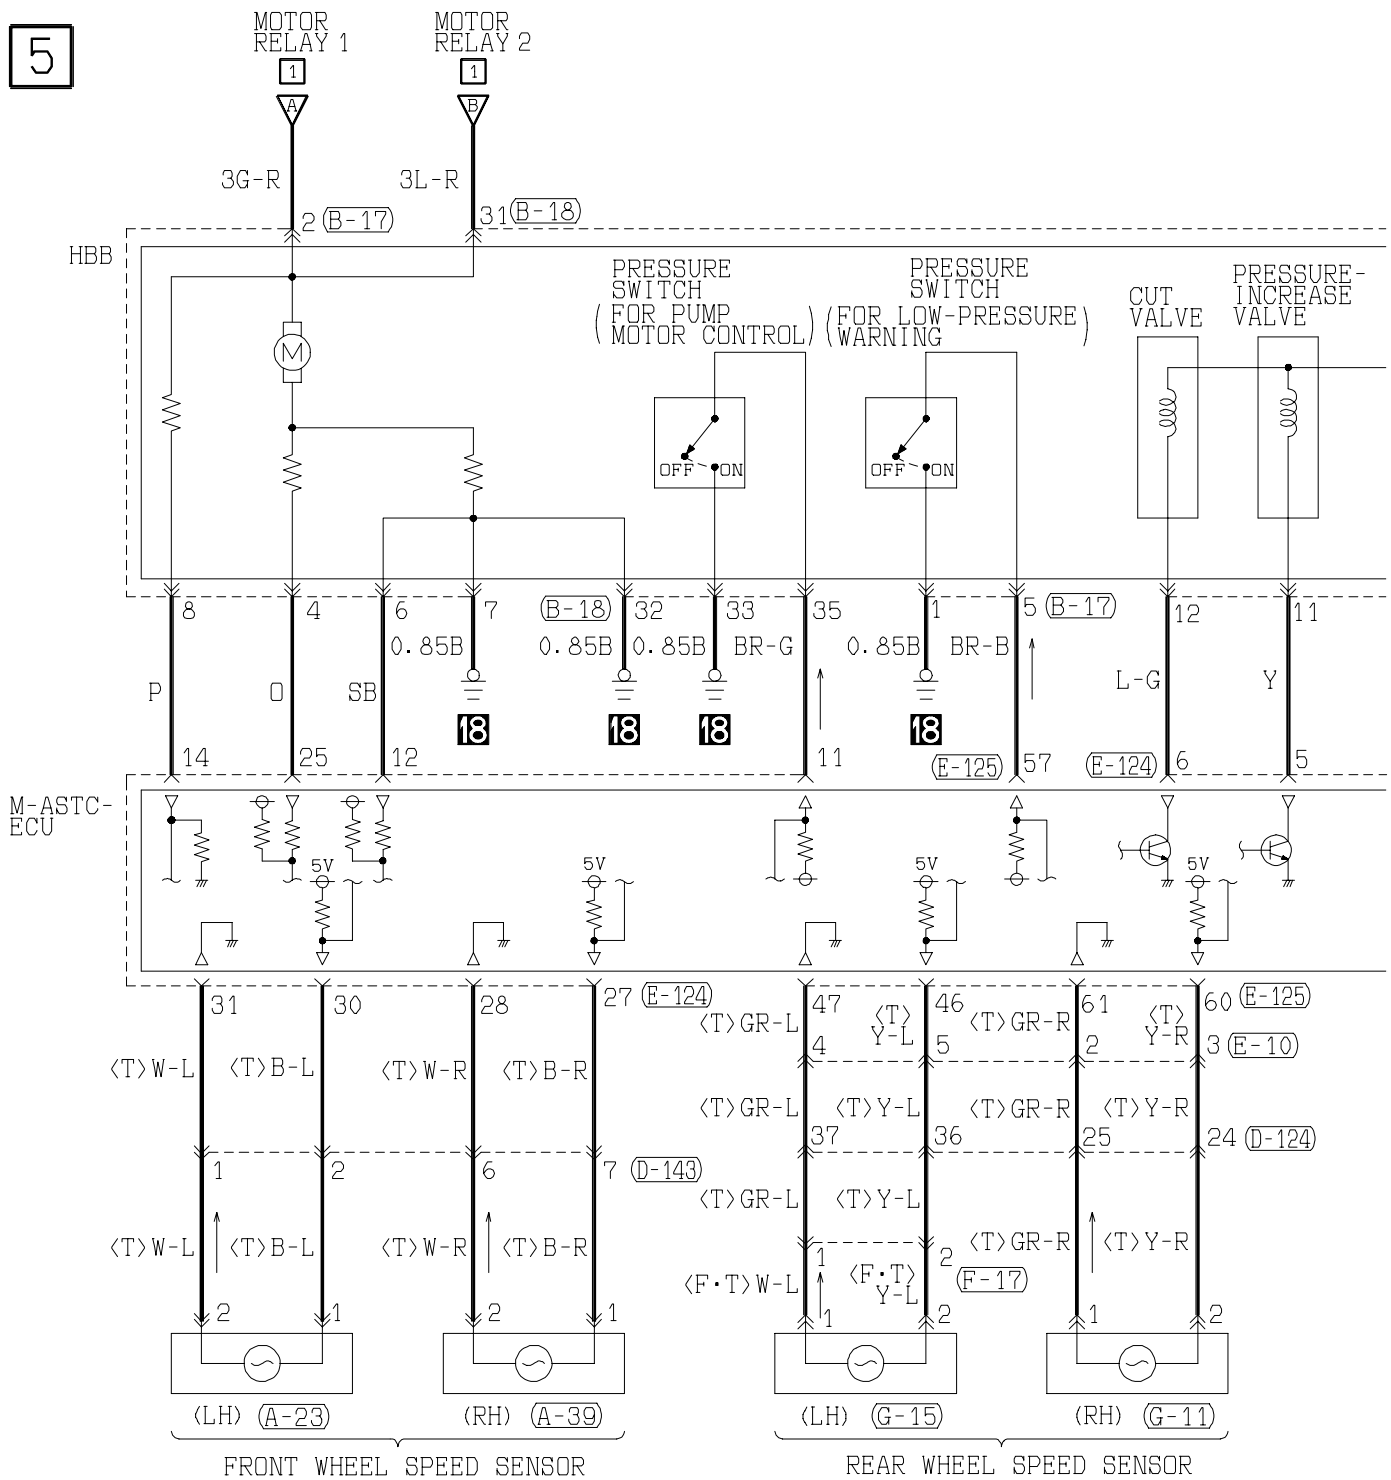 5
MOTOR
RELAY 1
MOTOR
RELAY 2
1
1
A
B
3G-R
3L-R
2 (B-17)
31 (B-18)
HBB
PRESSURE
SWITCH
(FOR PUMP
MOTOR CONTROL)
PRESSURE
SWITCH
(FOR LOW-PRESSURE)
WARNING
CUT
VALVE
PRESSURE-
INCREASE
VALVE
M
OFF ON
OFF ON
8 4 6 7 (B-18) 32 33 35 1 5 (B-17) 12 11
0.85B 0.85B 0.85B BR-G 0.85B BR-B
P O SB L-G Y
18 18 18 18
14 25 12 11 (E-125) 57 (E-124) 6 5
M-ASTC-
ECU
5V 5V 5V 5V
31 30 28 27 (E-124) 47 46 61 60 (E-125)
<T>GR-L <T>
Y-L <T>GR-R <T>
Y-R
4 5 2 3 (E-10)
<T>W-L <T>B-L <T>W-R <T>B-R
<T>GR-L <T>Y-L <T>GR-R <T>Y-R
37 36 25 24 (D-124)
1 2 6 7 (D-143)
<T>GR-L <T>Y-L
<T>W-L <T>B-L <T>W-R <T>B-R <T>GR-R <T>Y-R
1 2 (F-17)
<F·T>W-L <F·T>
Y-L
2 1 2 1 1 2 1 2
(LH) (A-23) (RH) (A-39) (LH) (G-15) (RH) (G-11)
FRONT WHEEL SPEED SENSOR REAR WHEEL SPEED SENSOR